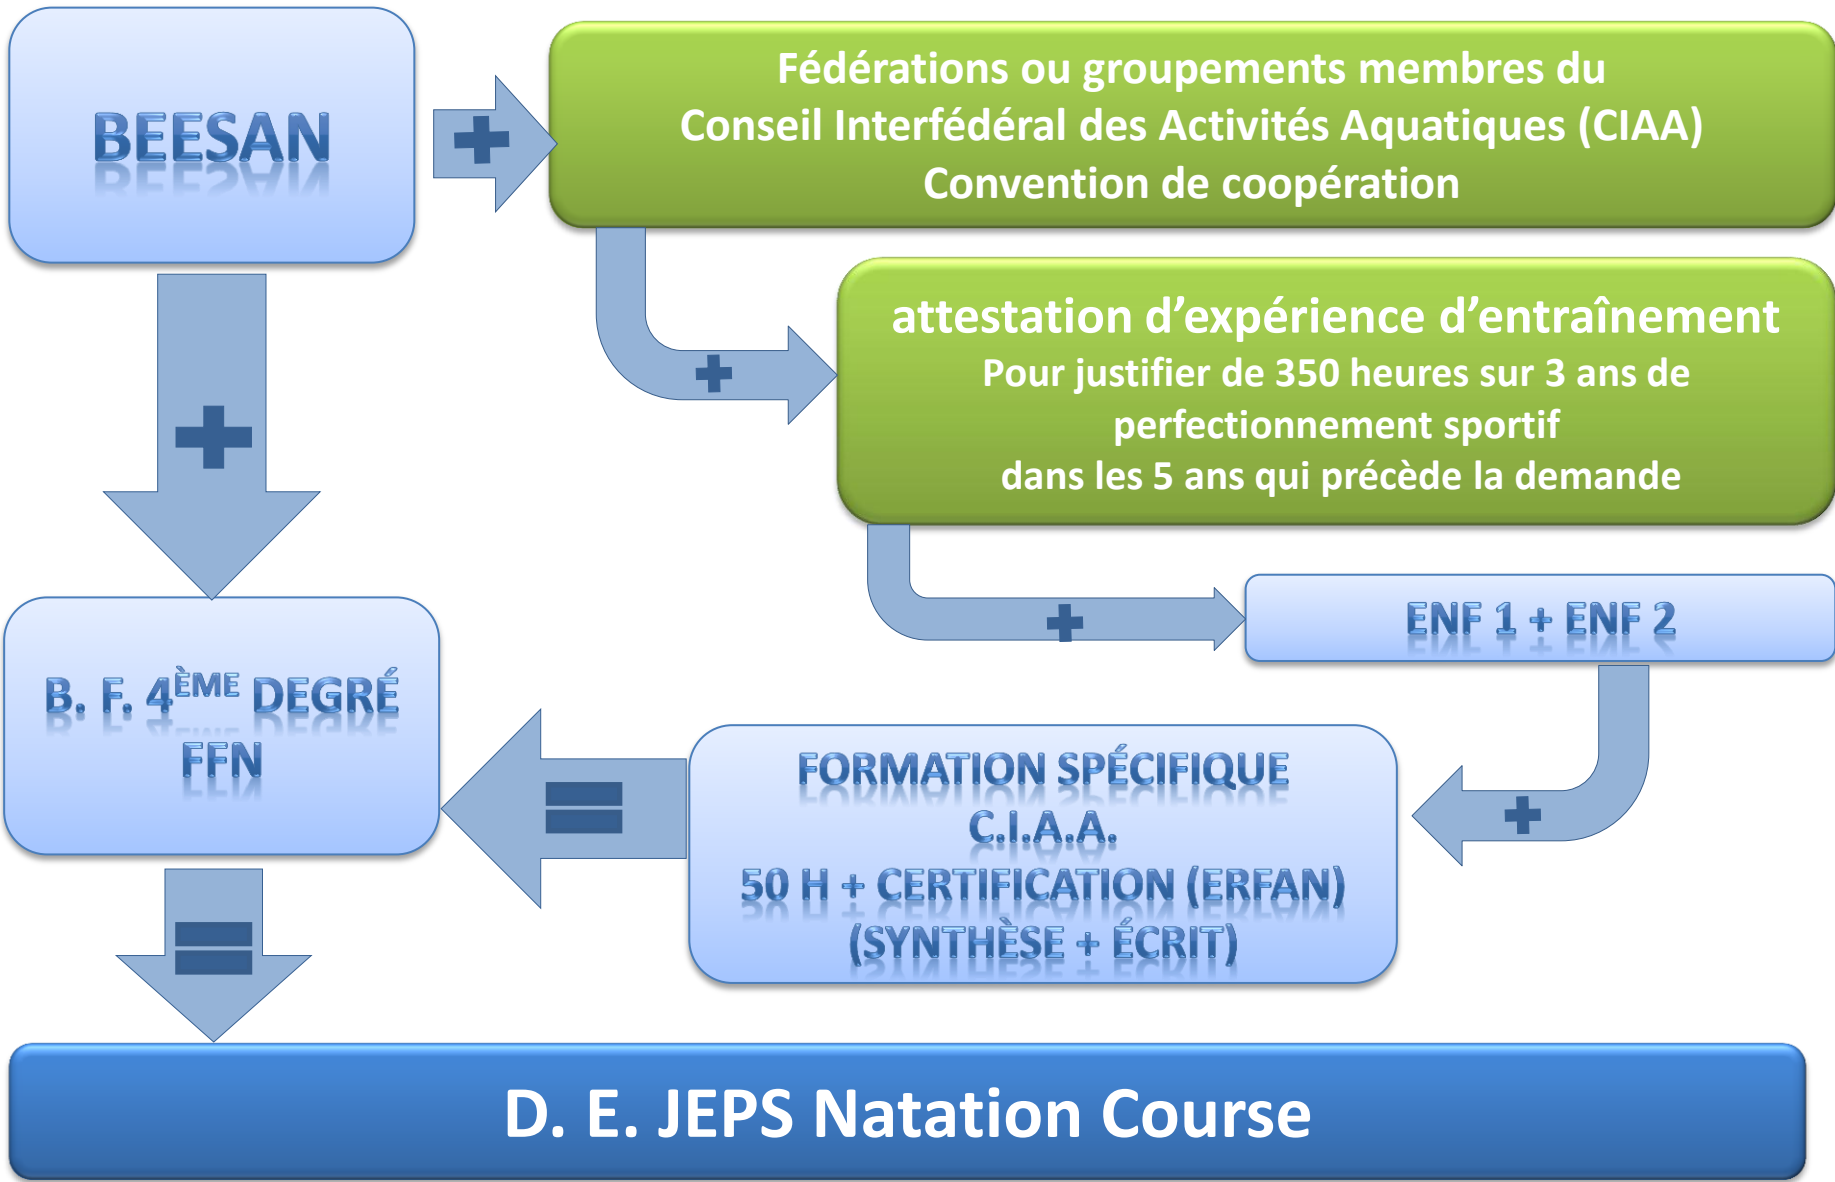 BEESAN
+
Fédérations ou groupements membres du
Conseil Interfédéral des Activités Aquatiques (CIAA)
Convention de coopération
+
attestation d’expérience d’entraînement
Pour justifier de 350 heures sur 3 ans de
perfectionnement sportif
dans les 5 ans qui précède la demande
+
+
ENF 1 + ENF 2
B. F. 4ÈME DEGRÉ
FFN
=
FORMATION SPÉCIFIQUE
C.I.A.A.
50 H + CERTIFICATION (ERFAN)
(SYNTHÈSE + ÉCRIT)
+
=
D. E. JEPS Natation Course